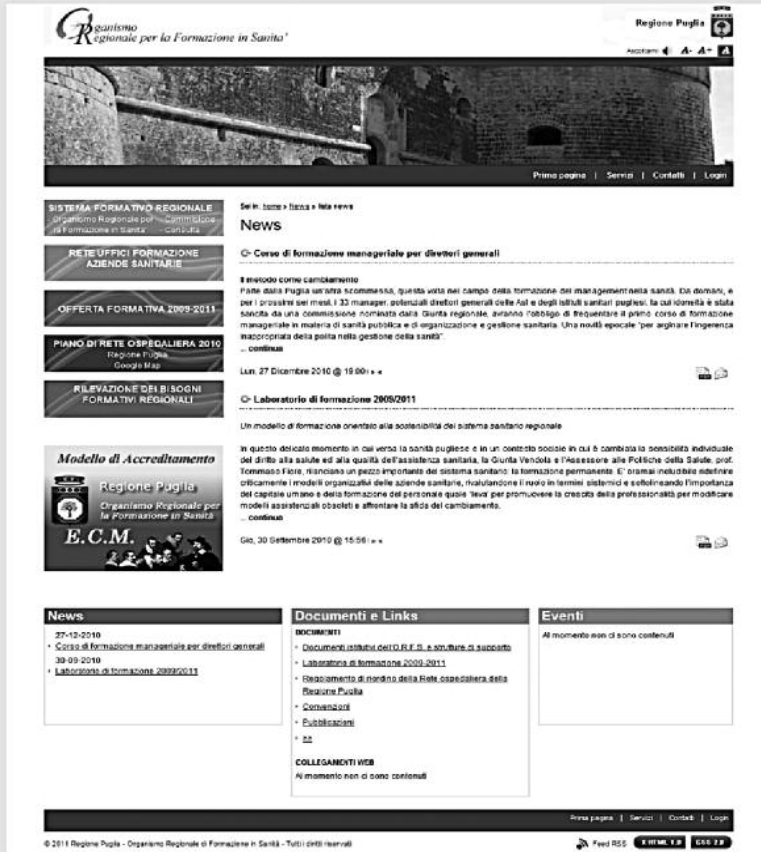 Organismo
Regionale per la Formazione in Sanita'
Regione Puglia
Ascoltami A- A+ A
Prima pagina | Servizi | Contatti | Login
SISTEMA FORMATIVO REGIONALE
Organismo Regionale per - Commisione
la Formazione in Sanita' - Consulta
RETE UFFICI FORMAZIONE
AZIENDE SANITARIE
OFFERTA FORMATIVA 2009-2011
PIANO DI RETE OSPEDALIERA 2010
Regione Puglia
Google Map
RILEVAZIONE DEI BISOGNI
FORMATIVI REGIONALI
Modello di Accreditamento
Regione Puglia
Organismo Regionale per
la Formazione in Sanità
E.C.M.
Sei in: home » News » lista news
News
Corso di formazione manageriale per direttori generali
Il metodo come cambiamento
Parte dalla Puglia un'altra scommessa, questa volta nel campo della formazione del management nella sanità. Da domani, e
per i prossimi sei mesi, i 33 manager, potenziali direttori generali delle Asl e degli istituti sanitari pugliesi, la cui idoneità è stata
sancita da una commissione nominata dalla Giunta regionale, avranno l'obbligo di frequentare il primo corso di formazione
manageriale in materia di sanità pubblica e di organizzazione e gestione sanitaria. Una novità epocale "per arginare l'ingerenza
inappropriata della polita nella gestione della sanità".
... continua
Lun, 27 Dicembre 2010 @ 19:00
Laboratorio di formazione 2009/2011
Un modello di formazione orientato alla sostenibilità del sistema sanitario regionale
In questo delicato momento in cui versa la sanità pugliese e in un contesto sociale in cui è cambiata la sensibilità individuale
del diritto alla salute ed alla qualità dell'assistenza sanitaria, la Giunta Vendola e l'Assessore alle Politiche della Salute, prof.
Tommaso Fiore, rilanciano un pezzo importante del sistema sanitario: la formazione permanente. E' oramai ineludibile ridefinire
criticamente i modelli organizzativi delle aziende sanitarie, rivalutandone il ruolo in termini sistemici e sottolineando l'importanza
del capitale umano e della formazione del personale quale 'leva' per promuovere la crescita della professionalità per modificare
modelli assistenziali obsoleti e affrontare la sfida del cambiamento.
... continua
Gio, 30 Settembre 2010 @ 15:56
News
27-12-2010
Corso di formazione manageriale per direttori generali
30-09-2010
Laboratorio di formazione 2009/2011
Documenti e Links
DOCUMENTI
Documenti istitutivi dell'O.R.F.S. e strutture di supporto
Laboratorio di formazione 2009-2011
Regolamento di riordino della Rete ospedaliera della
Regione Puglia
Convenzioni
Pubblicazioni
>>
COLLEGAMENTI WEB
Al momento non ci sono contenuti
Eventi
Al momento non ci sono contenuti
Prima pagina | Servizi | Contatti | Login
© 2011 Regione Puglia - Organismo Regionale di Formazione in Sanità - Tutti i diritti riservati
Feed RSS XHTML 1.0 CSS 2.0